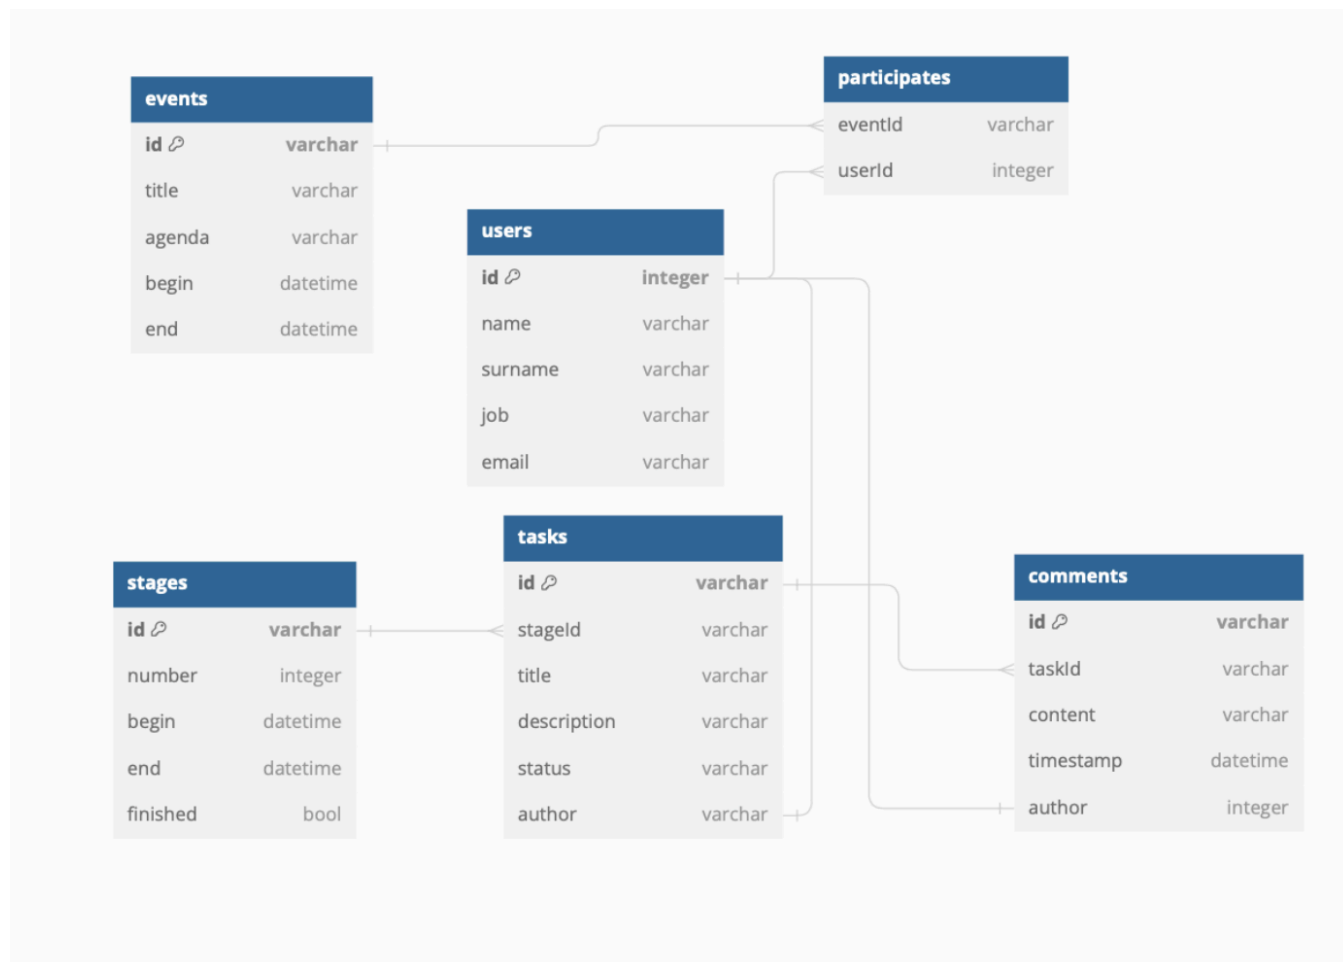 events
id varchar
title varchar
agenda varchar
begin datetime
end datetime
participates
eventId varchar
userId integer
users
id integer
name varchar
surname varchar
job varchar
email varchar
stages
id varchar
number integer
begin datetime
end datetime
finished bool
tasks
id varchar
stageId varchar
title varchar
description varchar
status varchar
author varchar
comments
id varchar
taskId varchar
content varchar
timestamp datetime
author integer